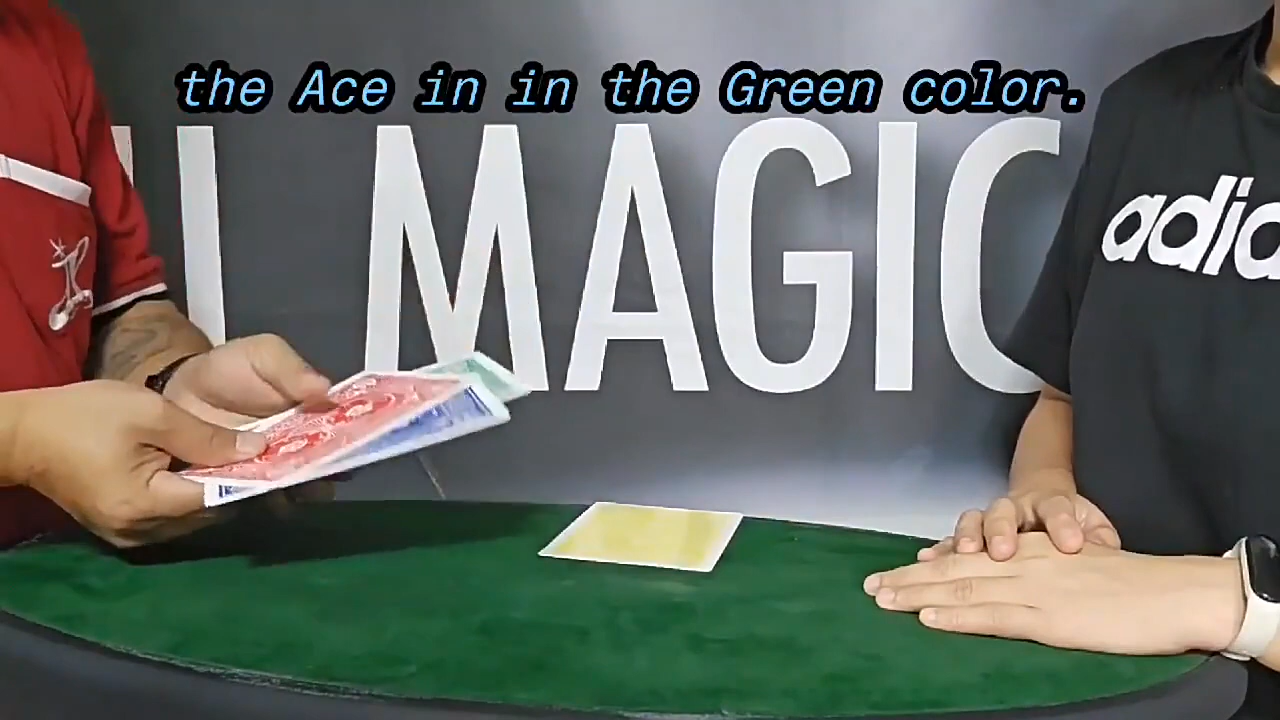 the Ace in in the Green color.
MAGIC
adid